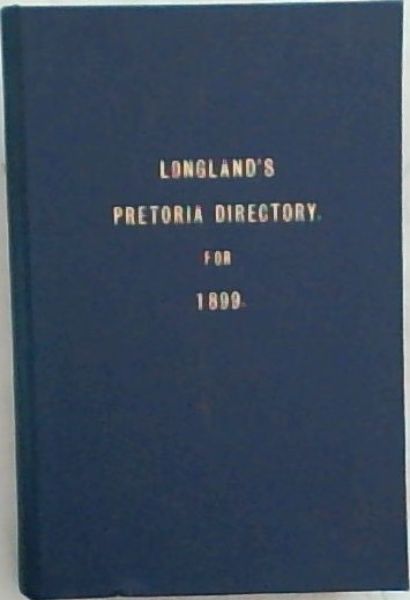 LONGLAND'S
PRETORIA DIRECTORY.
FOR
1899.